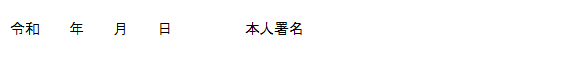 令和　　年　　月　　日　　　　　本人署名